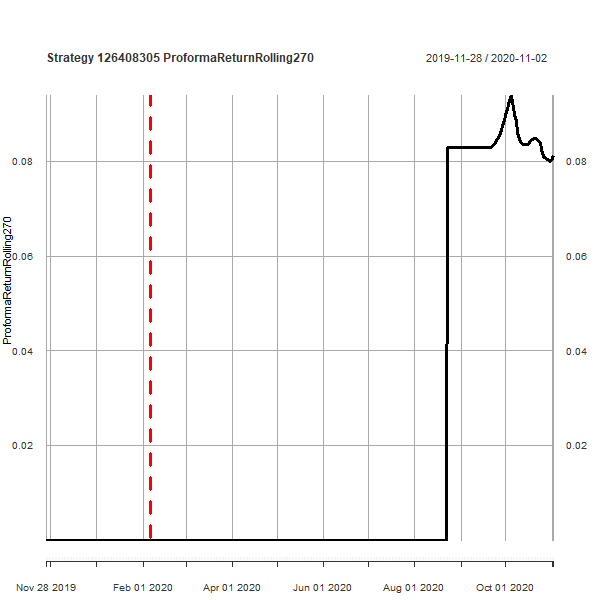 Strategy 126408305 ProformaReturnRolling270
2019-11-28 / 2020-11-02
ProformaReturnRolling270
0.08
0.06
0.04
0.02
0.08
0.06
0.04
0.02
Nov 28 2019
Feb 01 2020
Apr 01 2020
Jun 01 2020
Aug 01 2020
Oct 01 2020